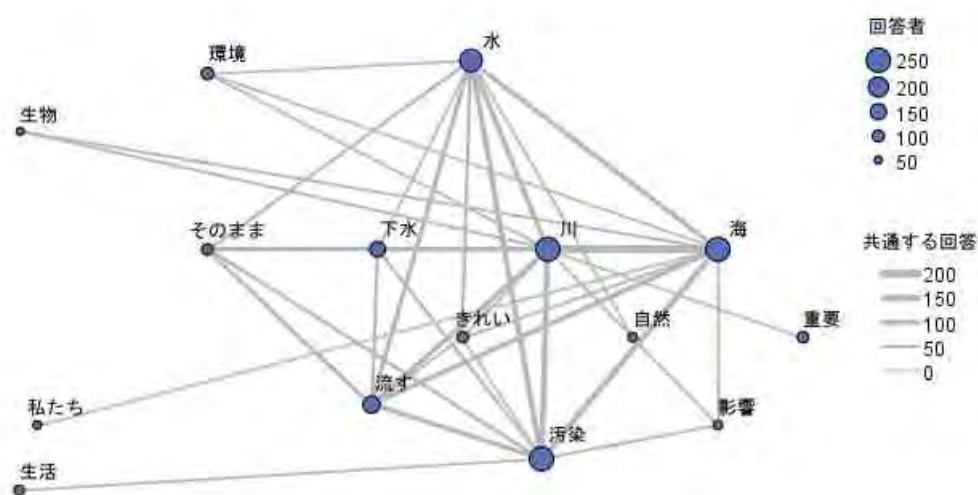 水
環境
生物
そのまま
下水
川
海
きれい
自然
重要
流す
私たち
影響
汚染
生活
回答者
250
200
150
100
50
共通する回答
200
150
100
50
0